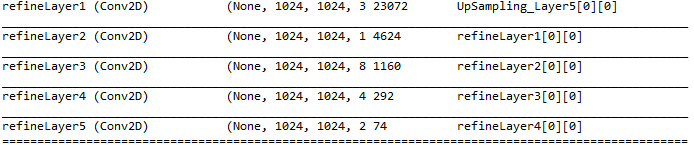 refineLayer1 (Conv2D) (None, 1024, 1024, 3 23072 UpSampling_Layer5[0][0]
refineLayer2 (Conv2D) (None, 1024, 1024, 1 4624 refineLayer1[0][0]
refineLayer3 (Conv2D) (None, 1024, 1024, 8 1160 refineLayer2[0][0]
refineLayer4 (Conv2D) (None, 1024, 1024, 4 292 refineLayer3[0][0]
refineLayer5 (Conv2D) (None, 1024, 1024, 2 74 refineLayer4[0][0]